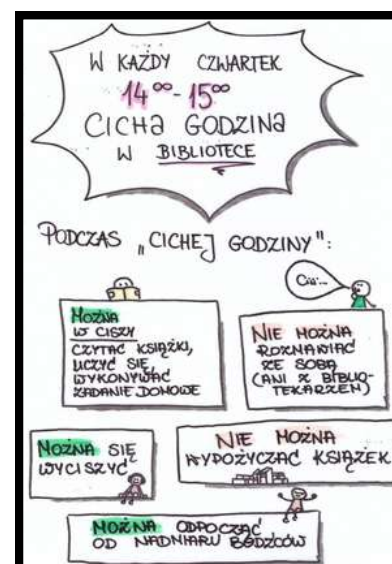 W KAŻDY CZWARTEK
14⁰⁰-15⁰⁰
CICHA GODZINA
W BIBLIOTECE
PODCZAS „CICHEJ GODZINY":
MOŻNA
W CISZY
CZYTAĆ KSIĄŻKI,
UCZYĆ SIĘ,
WYKONYWAĆ
ZADANIE DOMOWE
Ciii...
NIE MOŻNA
ROZMAWIAĆ
ZE SOBĄ
(ANI Z BIBLIO-
TEKARZEM)
MOŻNA SIĘ
WYCISZYĆ
NIE MOŻNA
WYPOŻYCZAĆ KSIĄŻEK
MOŻNA ODPOCZĄĆ
OD NADMIARU BODŹCÓW